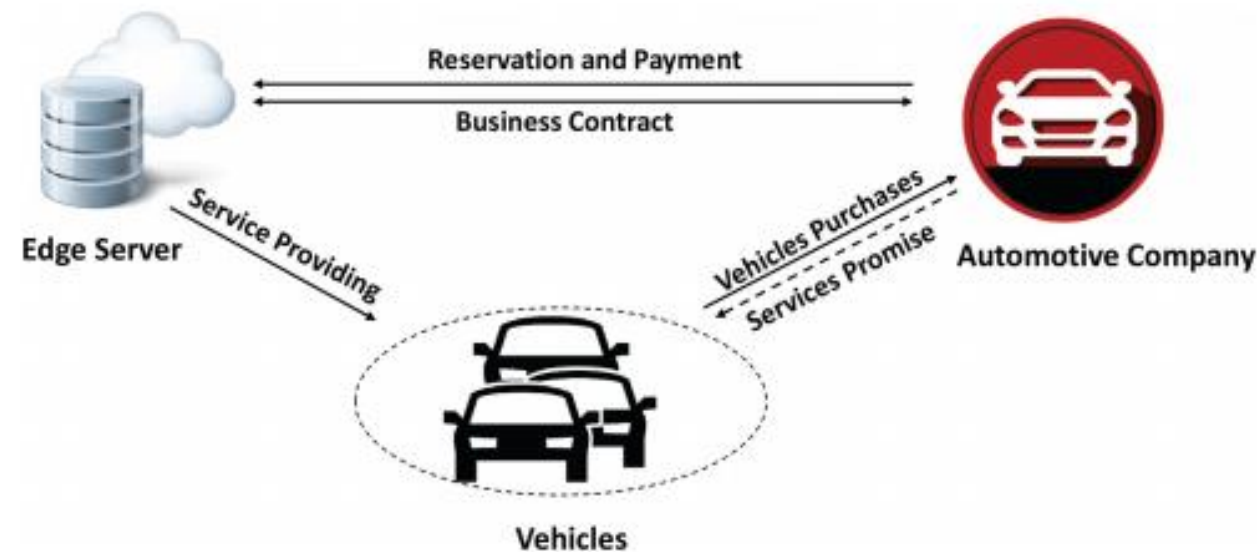 Reservation and Payment
Business Contract
Edge Server
Service Providing
Vehicles Purchases
Services Promise
Automotive Company
Vehicles